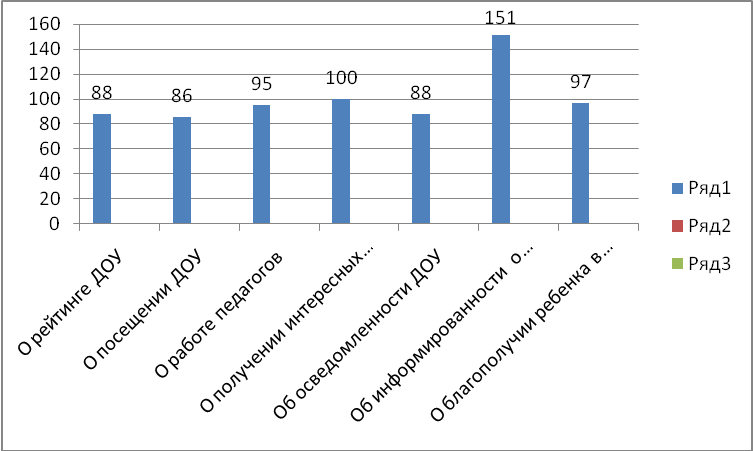 160
140
120
100
80
60
40
20
0
88
86
95
100
88
151
97
О рейтинге ДОУ
О посещении ДОУ
О работе педагогов
О получении интересных…
Об осведомленности ДОУ
Об информированности о…
О благополучии ребенка в…
Ряд1
Ряд2
Ряд3